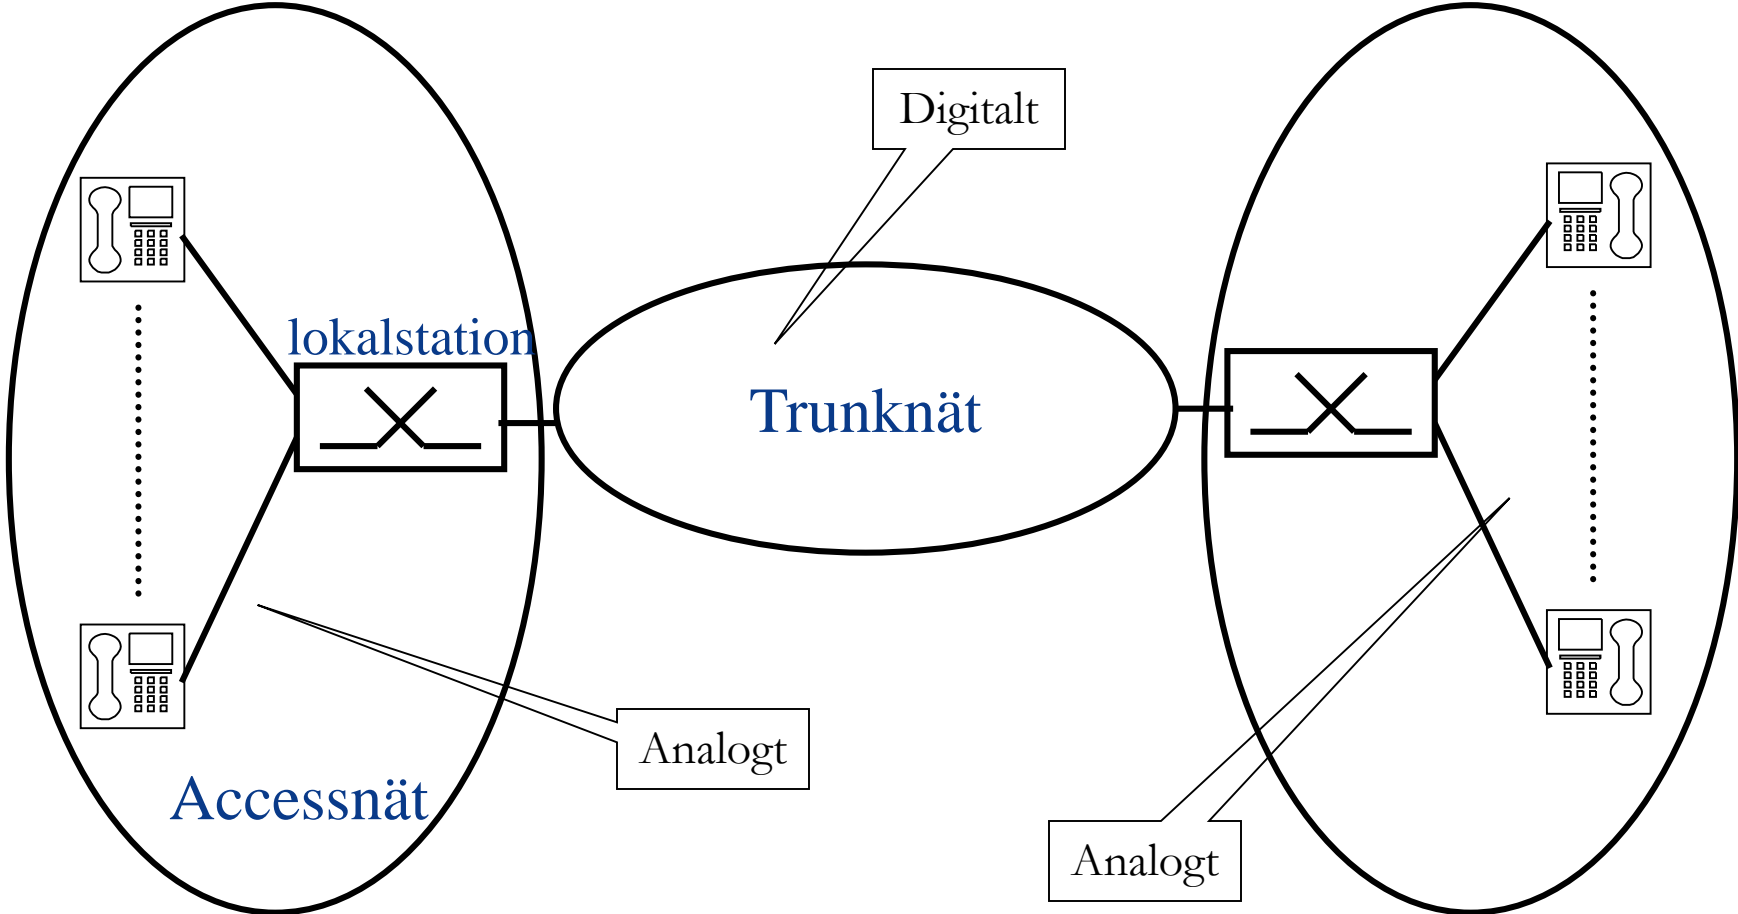 Digitalt
lokalstation
Trunknät
Analogt
Accessnät
Analogt